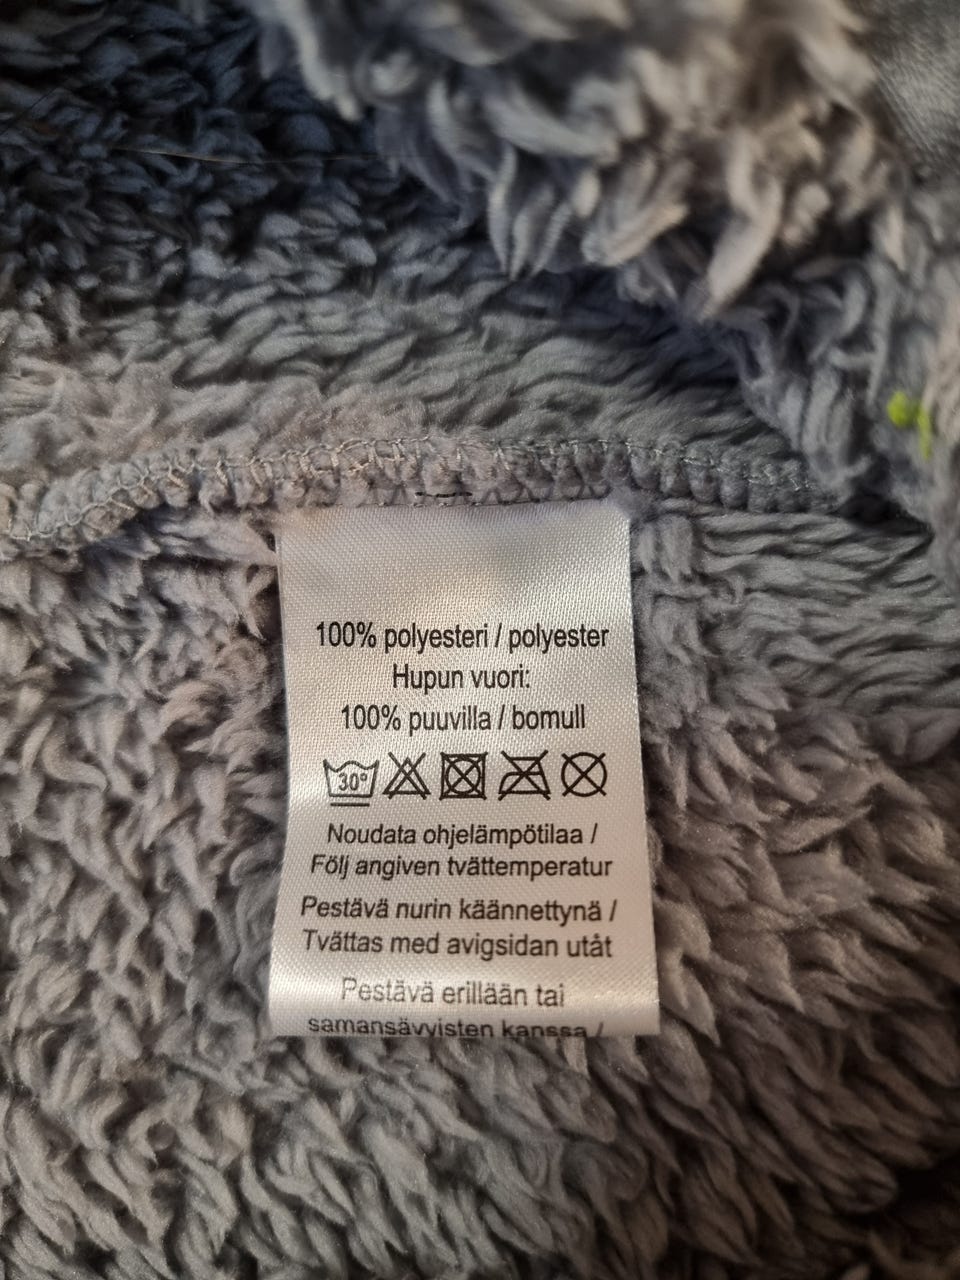 100% polyesteri / polyester
Hupun vuori:
100% puuvilla / bomull
30°
Noudata ohjelämpötilaa /
Följ angiven tvättemperatur
Pestävä nurin käännettynä /
Tvättas med avigsidan utåt
Pestävä erillään tai
samansävyisten kanssa /